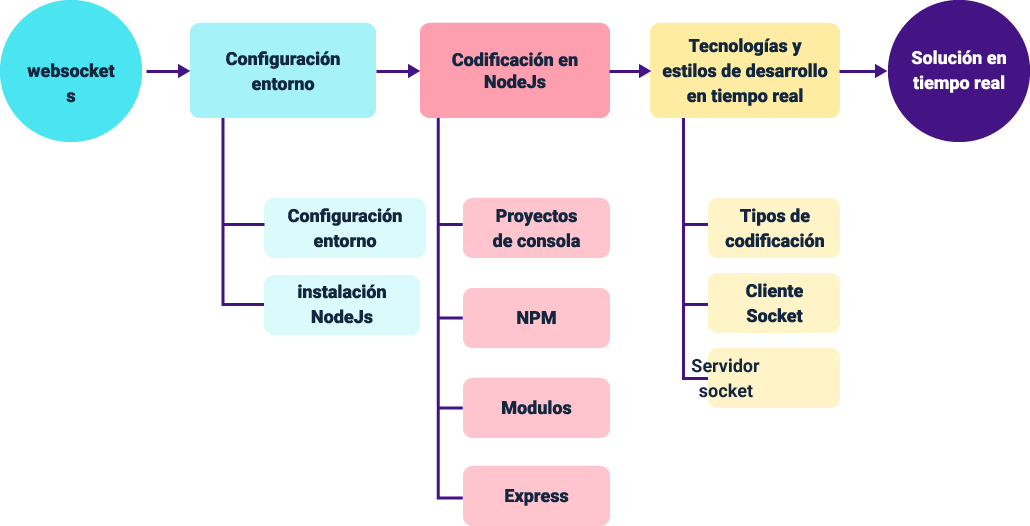 websocket
s
Configuración
entorno
Codificación en
NodeJs
Tecnologías y
estilos de desarrollo
en tiempo real
Solución en
tiempo real
Configuración
entorno
instalación
NodeJs
Proyectos
de consola
NPM
Modulos
Express
Tipos de
codificación
Cliente
Socket
Servidor
socket